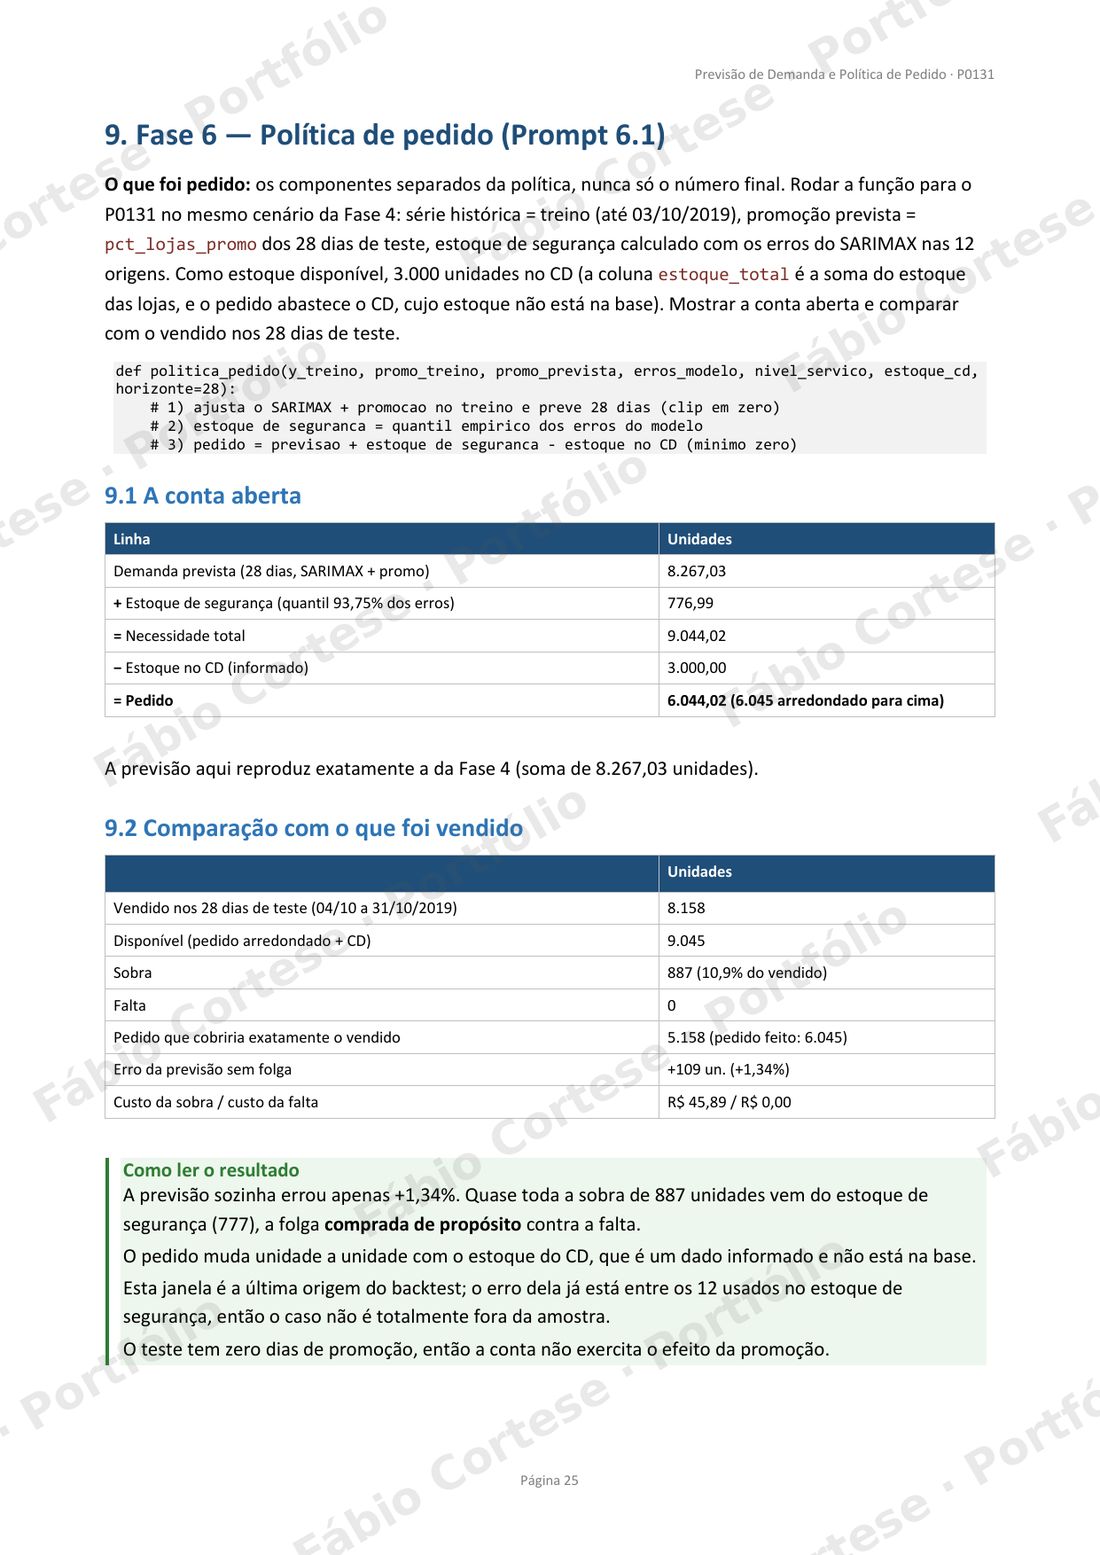 Previsão de Demanda e Política de Pedido · P0131
9. Fase 6 — Política de pedido (Prompt 6.1)
O que foi pedido: os componentes separados da política, nunca só o número final. Rodar a função para o
P0131 no mesmo cenário da Fase 4: série histórica = treino (até 03/10/2019), promoção prevista =
pct_lojas_promo dos 28 dias de teste, estoque de segurança calculado com os erros do SARIMAX nas 12
origens. Como estoque disponível, 3.000 unidades no CD (a coluna estoque_total é a soma do estoque
das lojas, e o pedido abastece o CD, cujo estoque não está na base). Mostrar a conta aberta e comparar
com o vendido nos 28 dias de teste.
def politica_pedido(y_treino, promo_treino, promo_prevista, erros_modelo, nivel_servico, estoque_cd,
horizonte=28):
# 1) ajusta o SARIMAX + promocao no treino e preve 28 dias (clip em zero)
# 2) estoque de seguranca = quantil empirico dos erros do modelo
# 3) pedido = previsao + estoque de seguranca - estoque no CD (minimo zero)
9.1 A conta aberta
Linha Unidades
Demanda prevista (28 dias, SARIMAX + promo) 8.267,03
+ Estoque de segurança (quantil 93,75% dos erros) 776,99
= Necessidade total 9.044,02
− Estoque no CD (informado) 3.000,00
= Pedido 6.044,02 (6.045 arredondado para cima)
A previsão aqui reproduz exatamente a da Fase 4 (soma de 8.267,03 unidades).
9.2 Comparação com o que foi vendido
Unidades
Vendido nos 28 dias de teste (04/10 a 31/10/2019) 8.158
Disponível (pedido arredondado + CD) 9.045
Sobra 887 (10,9% do vendido)
Falta 0
Pedido que cobriria exatamente o vendido 5.158 (pedido feito: 6.045)
Erro da previsão sem folga +109 un. (+1,34%)
Custo da sobra / custo da falta R$ 45,89 / R$ 0,00
Como ler o resultado
A previsão sozinha errou apenas +1,34%. Quase toda a sobra de 887 unidades vem do estoque de
segurança (777), a folga comprada de propósito contra a falta.
O pedido muda unidade a unidade com o estoque do CD, que é um dado informado e não está na base.
Esta janela é a última origem do backtest; o erro dela já está entre os 12 usados no estoque de
segurança, então o caso não é totalmente fora da amostra.
O teste tem zero dias de promoção, então a conta não exercita o efeito da promoção.
Página 25
Fábio Cortese · Portfólio